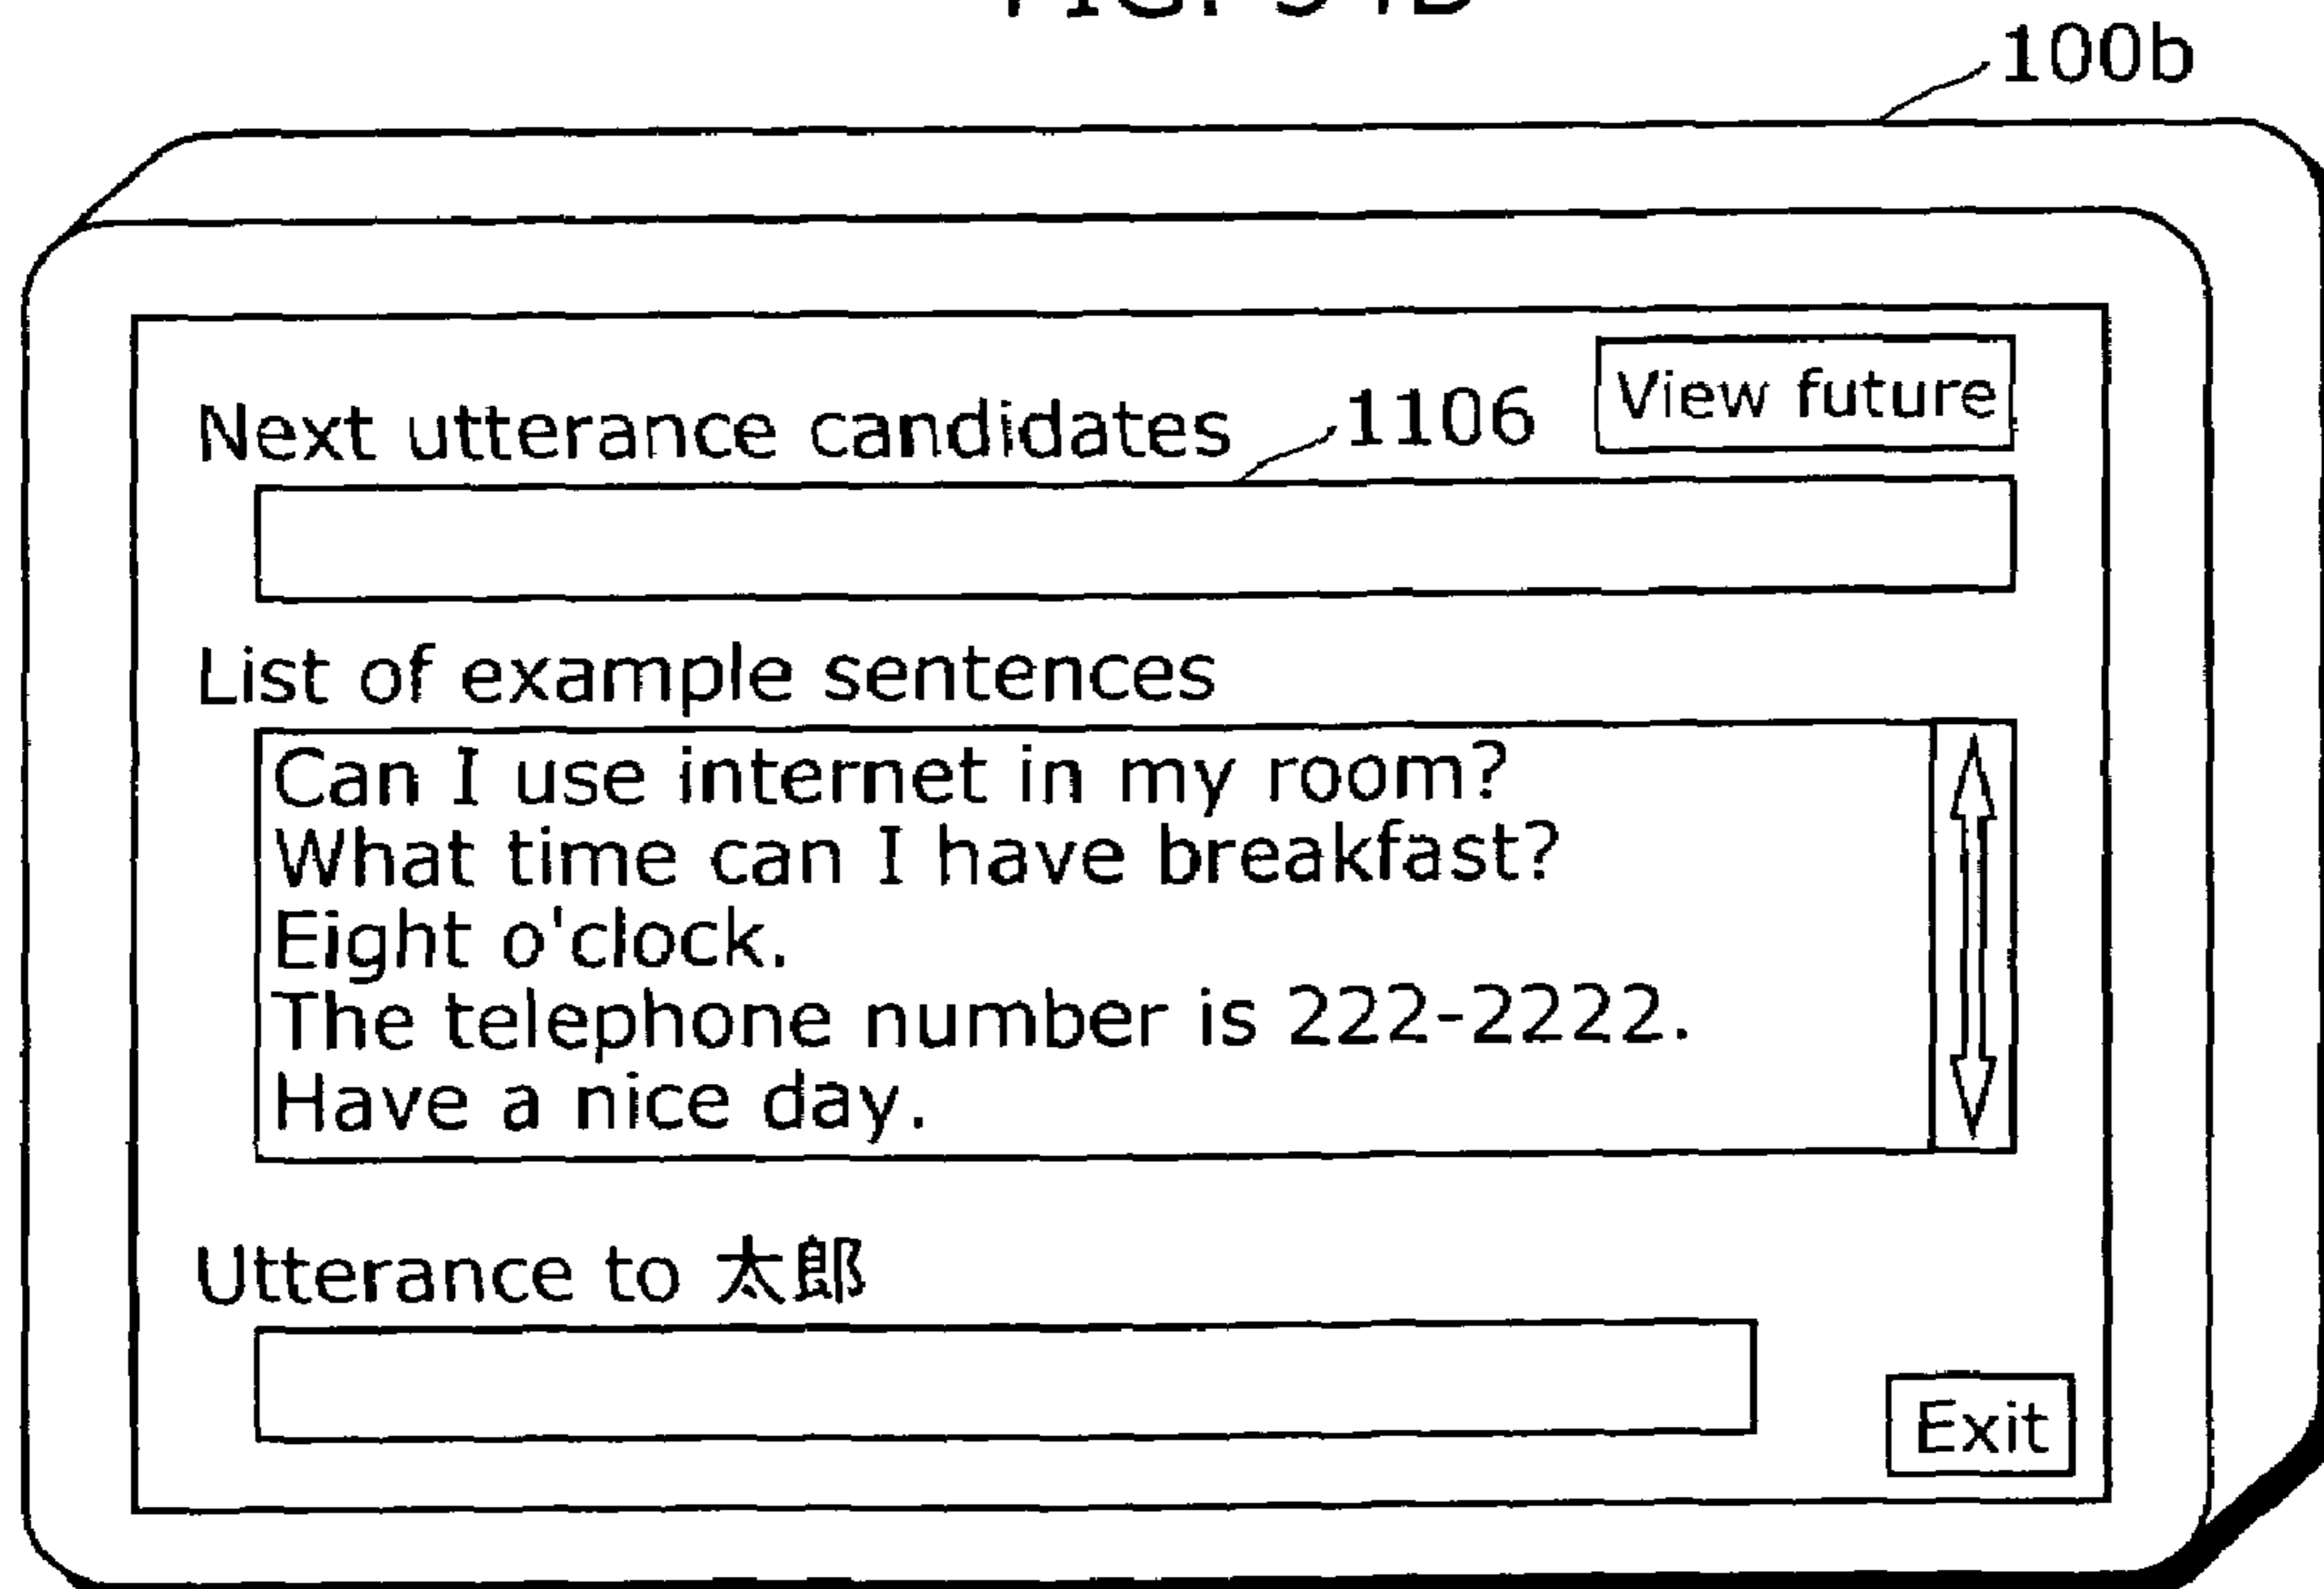 100b
View future
Next utterance candidates
1106
List of example sentences
Can I use internet in my room?
What time can I have breakfast?
Eight o'clock.
The telephone number is 222-2222.
Have a nice day.
Utterance to 太郎
Exit